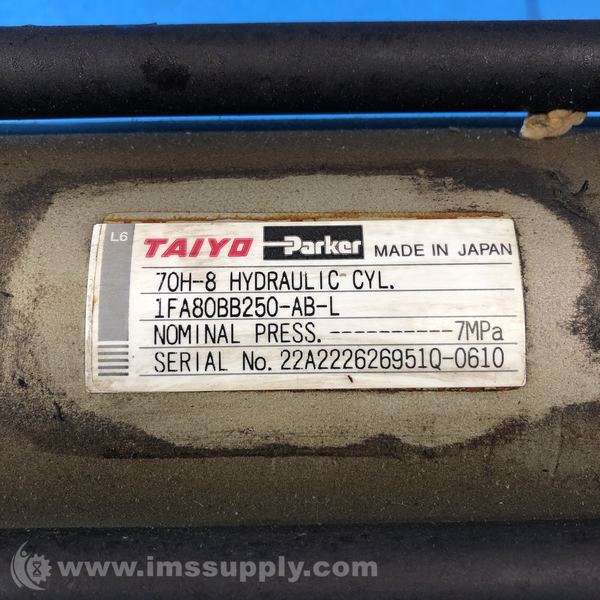 L6 TAIYO Parker MADE IN JAPAN
70H-8 HYDRAULIC CYL.
1FA80BB250-AB-L
NOMINAL PRESS. ----------7MPa
SERIAL No. 22A222626951Q-0610
www.imssupply.com